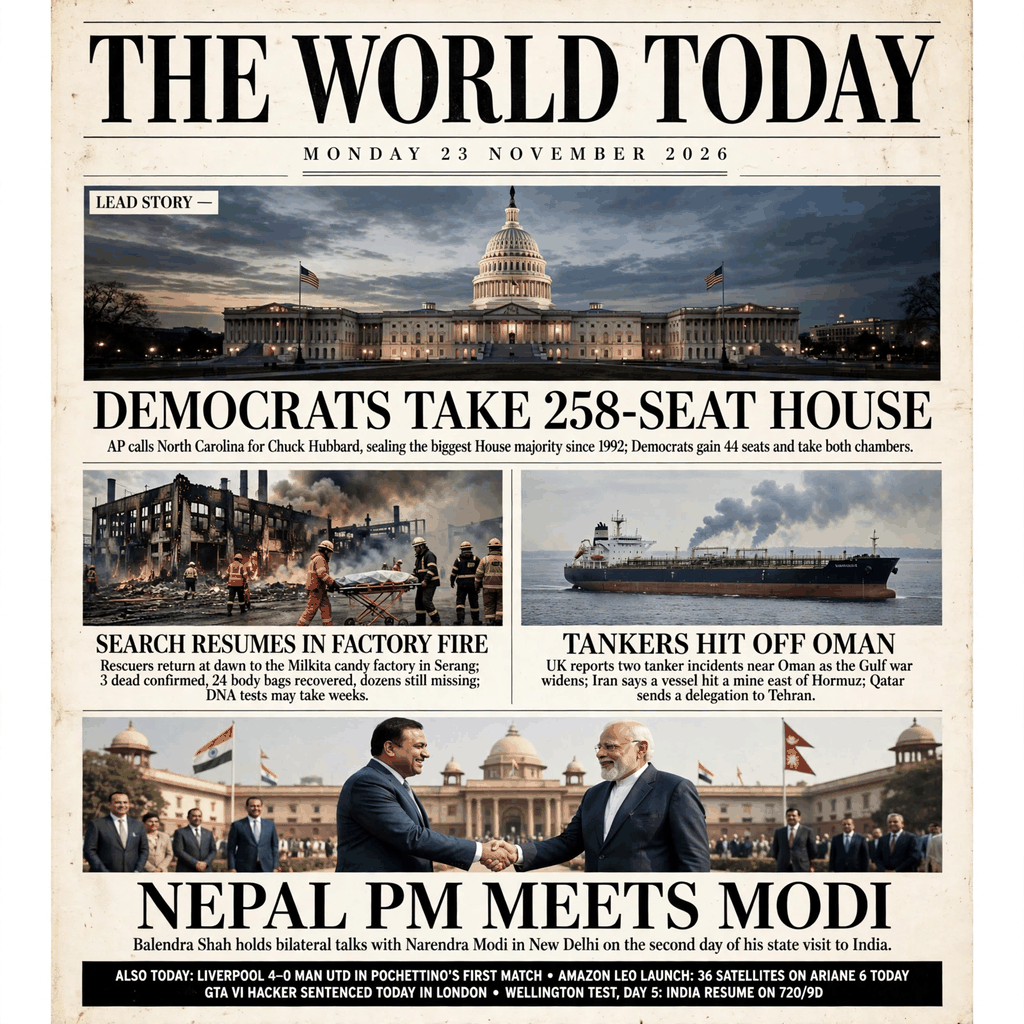 THE WORLD TODAY
MONDAY 23 NOVEMBER 2026
LEAD STORY —
DEMOCRATS TAKE 258-SEAT HOUSE
AP calls North Carolina for Chuck Hubbard, sealing the biggest House majority since 1992; Democrats gain 44 seats and take both chambers.
SEARCH RESUMES IN FACTORY FIRE
Rescuers return at dawn to the Milkita candy factory in Serang;
3 dead confirmed, 24 body bags recovered, dozens still missing;
DNA tests may take weeks.
TANKERS HIT OFF OMAN
UK reports two tanker incidents near Oman as the Gulf war
widens; Iran says a vessel hit a mine east of Hormuz; Qatar
sends a delegation to Tehran.
NEPAL PM MEETS MODI
Balendra Shah holds bilateral talks with Narendra Modi in New Delhi on the second day of his state visit to India.
ALSO TODAY: LIVERPOOL 4–0 MAN UTD IN POCHETTINO'S FIRST MATCH • AMAZON LEO LAUNCH: 36 SATELLITES ON ARIANE 6 TODAY
GTA VI HACKER SENTENCED TODAY IN LONDON • WELLINGTON TEST, DAY 5: INDIA RESUME ON 720/9D